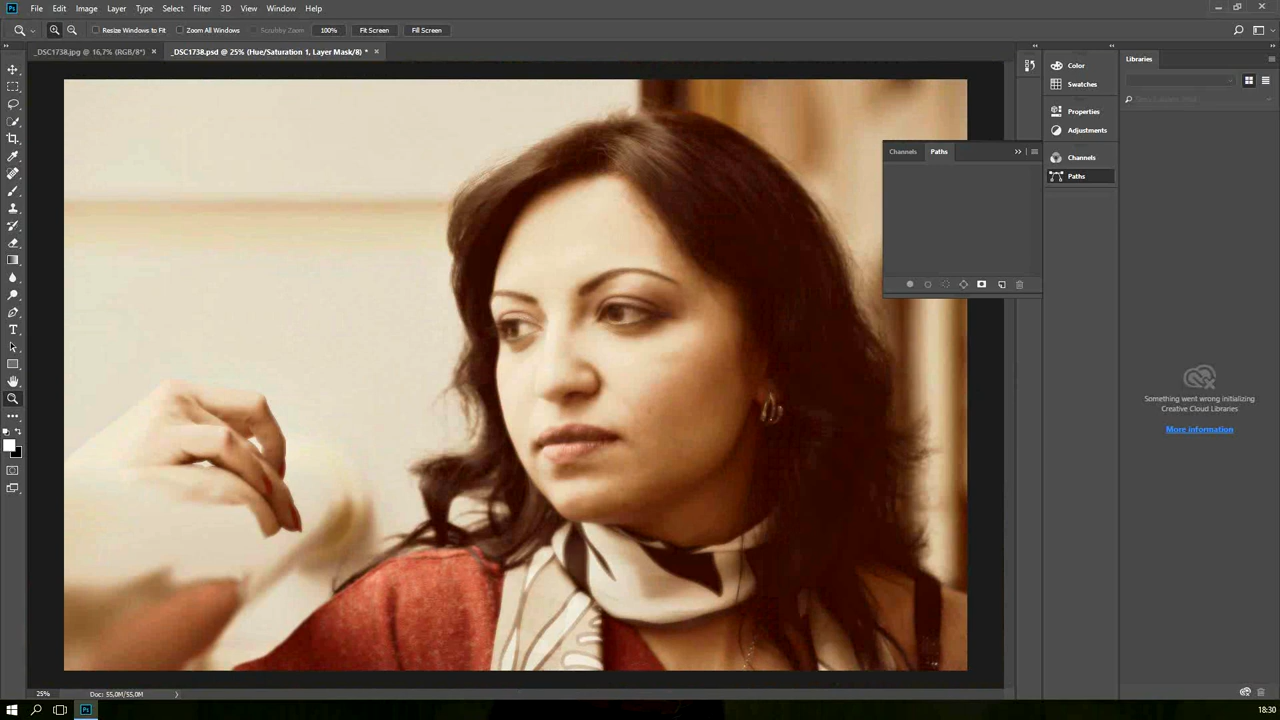 Ps File Edit Image Layer Type Select Filter 3D View Window Help
Resize Windows to Fit Zoom All Windows Scrubby Zoom 100% Fit Screen Fill Screen
_DSC1738.jpg @ 16,7% (RGB/8*) × _DSC1738.psd @ 25% (Hue/Saturation 1, Layer Mask/8) * ×
Libraries
Color
Swatches
Properties
Adjustments
Channels
Paths
Channels Paths
Something went wrong initializing
Creative Cloud Libraries
More information
25% Doc: 55,0M/55,0M
Ps 18:30